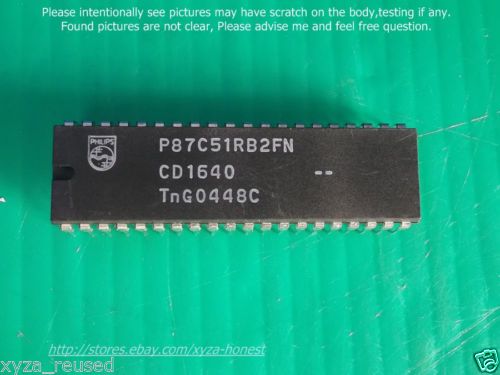 Please intentionally see pictures may have scratch on the body,testing if any.
Found pictures are not clear, Please advise me and feel free question.
PHILIPS
P87C51RB2FN
CD1640 --
TnG0448C
http://stores.ebay.com/xyza-honest
xyza_reused
xyza_reused